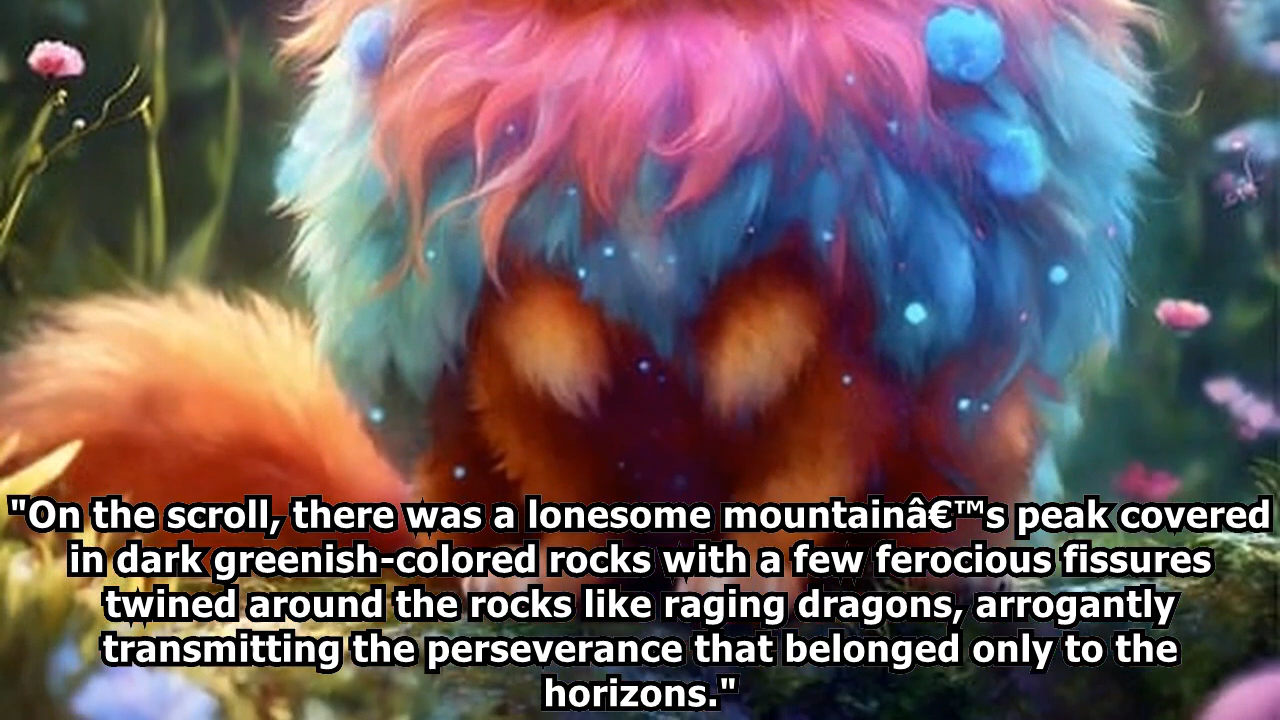 "On the scroll, there was a lonesome mountainâ€™s peak covered
in dark greenish-colored rocks with a few ferocious fissures
twined around the rocks like raging dragons, arrogantly
transmitting the perseverance that belonged only to the
horizons."